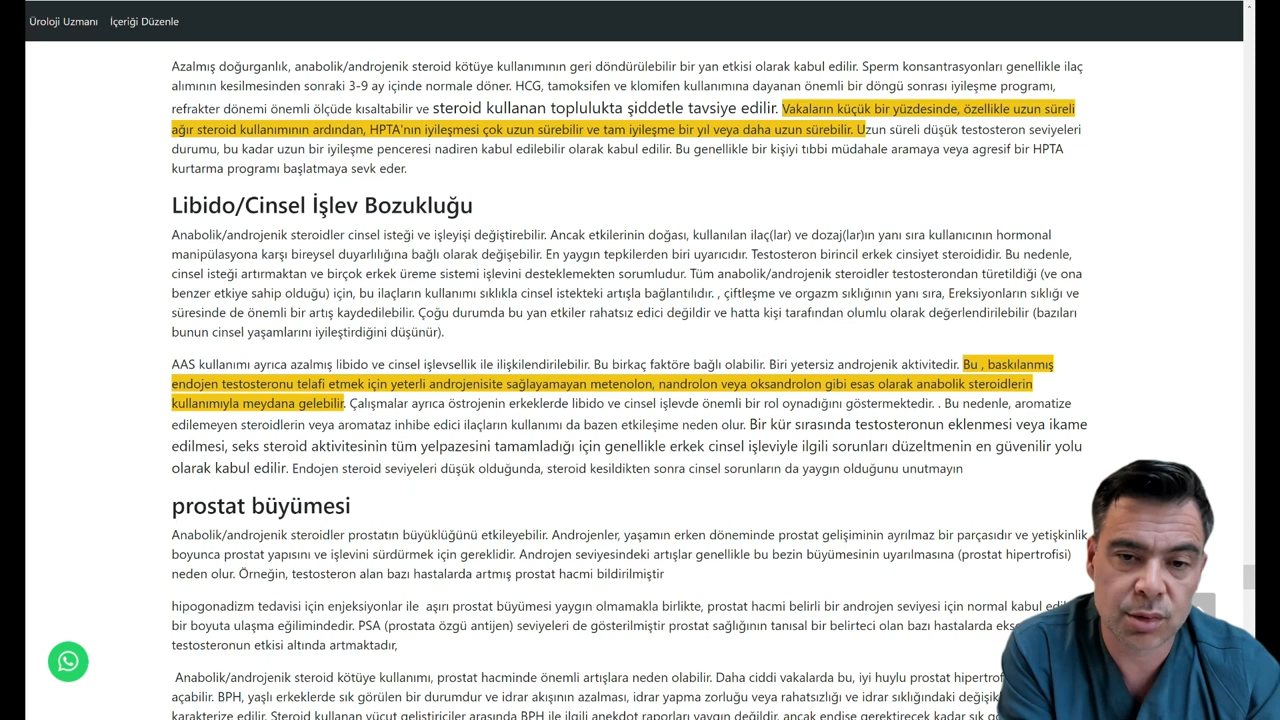 Üroloji Uzmanı İçeriği Düzenle
Azalmış doğurganlık, anabolik/androjenik steroid kötüye kullanımının geri döndürülebilir bir yan etkisi olarak kabul edilir. Sperm konsantrasyonları genellikle ilaç
alımının kesilmesinden sonraki 3-9 ay içinde normale döner. HCG, tamoksifen ve klomifen kullanımına dayanan önemli bir döngü sonrası iyileşme programı,
refrakter dönemi önemli ölçüde kısaltabilir ve steroid kullanan toplulukta şiddetle tavsiye edilir. Vakaların küçük bir yüzdesinde, özellikle uzun süreli
ağır steroid kullanımının ardından, HPTA'nın iyileşmesi çok uzun sürebilir ve tam iyileşme bir yıl veya daha uzun sürebilir. Uzun süreli düşük testosteron seviyeleri
durumu, bu kadar uzun bir iyileşme penceresi nadiren kabul edilebilir olarak kabul edilir. Bu genellikle bir kişiyi tıbbi müdahale aramaya veya agresif bir HPTA
kurtarma programı başlatmaya sevk eder.
Libido/Cinsel İşlev Bozukluğu
Anabolik/androjenik steroidler cinsel isteği ve işleyişi değiştirebilir. Ancak etkilerinin doğası, kullanılan ilaç(lar) ve dozaj(lar)ın yanı sıra kullanıcının hormonal
manipülasyona karşı bireysel duyarlılığına bağlı olarak değişebilir. En yaygın tepkilerden biri uyarıcıdır. Testosteron birincil erkek cinsiyet steroididir. Bu nedenle,
cinsel isteği artırmaktan ve birçok erkek üreme sistemi işlevini desteklemekten sorumludur. Tüm anabolik/androjenik steroidler testosterondan türetildiği (ve ona
benzer etkiye sahip olduğu) için, bu ilaçların kullanımı sıklıkla cinsel istekteki artışla bağlantılıdır. , çiftleşme ve orgazm sıklığının yanı sıra, Ereksiyonların sıklığı ve
süresinde de önemli bir artış kaydedilebilir. Çoğu durumda bu yan etkiler rahatsız edici değildir ve hatta kişi tarafından olumlu olarak değerlendirilebilir (bazıları
bunun cinsel yaşamlarını iyileştirdiğini düşünür).
AAS kullanımı ayrıca azalmış libido ve cinsel işlevsellik ile ilişkilendirilebilir. Bu birkaç faktöre bağlı olabilir. Biri yetersiz androjenik aktivitedir. Bu , baskılanmış
endojen testosteronu telafi etmek için yeterli androjenisite sağlayamayan metenolon, nandrolon veya oksandrolon gibi esas olarak anabolik steroidlerin
kullanımıyla meydana gelebilir. Çalışmalar ayrıca östrojenin erkeklerde libido ve cinsel işlevde önemli bir rol oynadığını göstermektedir. . Bu nedenle, aromatize
edilemeyen steroidlerin veya aromataz inhibe edici ilaçların kullanımı da bazen etkileşime neden olur. Bir kür sırasında testosteronun eklenmesi veya ikame
edilmesi, seks steroid aktivitesinin tüm yelpazesini tamamladığı için genellikle erkek cinsel işleviyle ilgili sorunları düzeltmenin en güvenilir yolu
olarak kabul edilir. Endojen steroid seviyeleri düşük olduğunda, steroid kesildikten sonra cinsel sorunların da yaygın olduğunu unutmayın
prostat büyümesi
Anabolik/androjenik steroidler prostatın büyüklüğünü etkileyebilir. Androjenler, yaşamın erken döneminde prostat gelişiminin ayrılmaz bir parçasıdır ve yetişkinlik
boyunca prostat yapısını ve işlevini sürdürmek için gereklidir. Androjen seviyesindeki artışlar genellikle bu bezin büyümesinin uyarılmasına (prostat hipertrofisi)
neden olur. Örneğin, testosteron alan bazı hastalarda artmış prostat hacmi bildirilmiştir
hipogonadizm tedavisi için enjeksiyonlar ile aşırı prostat büyümesi yaygın olmamakla birlikte, prostat hacmi belirli bir androjen seviyesi için normal kabul
bir boyuta ulaşma eğilimindedir. PSA (prostata özgü antijen) seviyeleri de gösterilmiştir prostat sağlığının tanısal bir belirteci olan bazı hastalarda
testosteronun etkisi altında artmaktadır,
Anabolik/androjenik steroid kötüye kullanımı, prostat hacminde önemli artışlara neden olabilir. Daha ciddi vakalarda bu, iyi huylu prostat
açabilir. BPH, yaşlı erkeklerde sık görülen bir durumdur ve idrar akışının azalması, idrar yapma zorluğu veya rahatsızlığı ve idrar sıklığındaki
karakterize edilir. Steroid kullanan vücut geliştiriciler arasında BPH ile ilgili anekdot raporları yaygın değildir, ancak endişe gerektirecek kadar sık